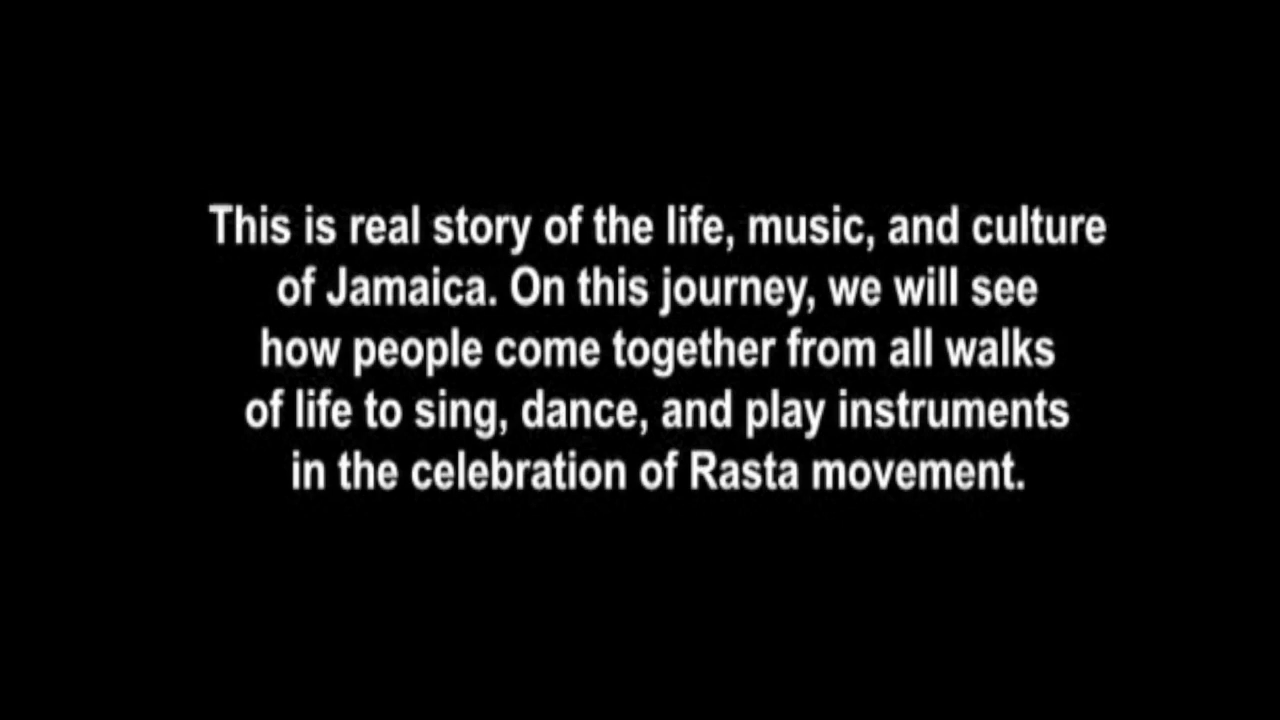 This is real story of the life, music, and culture
of Jamaica. On this journey, we will see
how people come together from all walks
of life to sing, dance, and play instruments
in the celebration of Rasta movement.